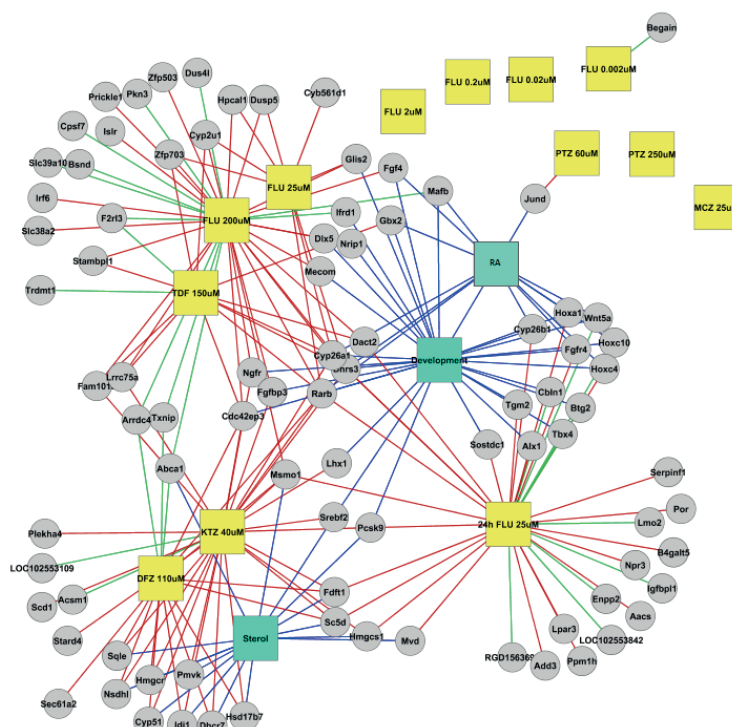 Begain
Dus4l
Zfp503
Pkn3
Hpcal1
Dusp5
Cyb561d1
FLU 0.002uM
FLU 0.02uM
FLU 0.2uM
Prickle1
FLU 2uM
Cpsf7
Islr
Cyp2u1
PTZ 60uM
PTZ 250uM
Zfp703
Glis2
Fgf4
Slc39a10
Bsnd
FLU 25uM
Mafb
Jund
Irf6
MCZ 25u
F2rl3
FLU 200uM
Ifrd1
Gbx2
Slc38a2
Dlx5
Nrip1
Stambpl1
Mecom
RA
TDF 150uM
Trdmt1
Hoxa1
Wnt5a
Cyp26b1
Dact2
Hoxc10
Fgfr4
Cyp26a1
Development
Lrrc75a
Ngfr
Dhrs3
Hoxc4
Fam101
Fgfbp3
Rarb
Cbln1
Btg2
Arrdc4
Txnip
Cdc42ep3
Tgm2
Tbx4
Sostdc1
Alx1
Abca1
Lhx1
Msmo1
Serpinf1
Plekha4
KTZ 40uM
Srebf2
Pcsk9
24h FLU 25uM
Lmo2
Por
B4galt5
LOC102553109
Npr3
DFZ 110uM
Fdft1
Igfbpl1
Scd1
Acsm1
Enpp2
Aacs
Stard4
Sc5d
Lpar3
Sterol
Hmgcs1
Mvd
LOC102553842
Sqle
RGD156369
Add3
Ppm1h
Hmgcr
Pmvk
Nsdhl
Sec61a2
Hsd17b7
Cyp51
Idi1
Dhcr7